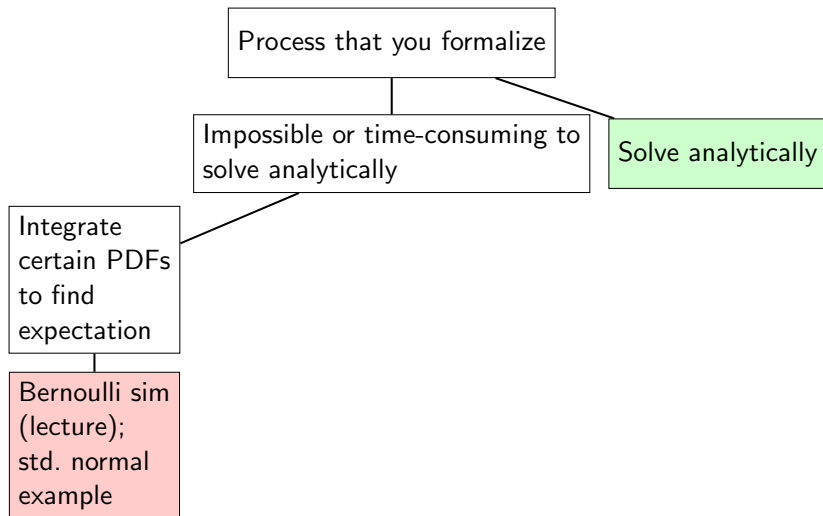 Process that you formalize
Impossible or time-consuming to
solve analytically
Solve analytically
Integrate
certain PDFs
to find
expectation
Bernoulli sim
(lecture);
std. normal
example